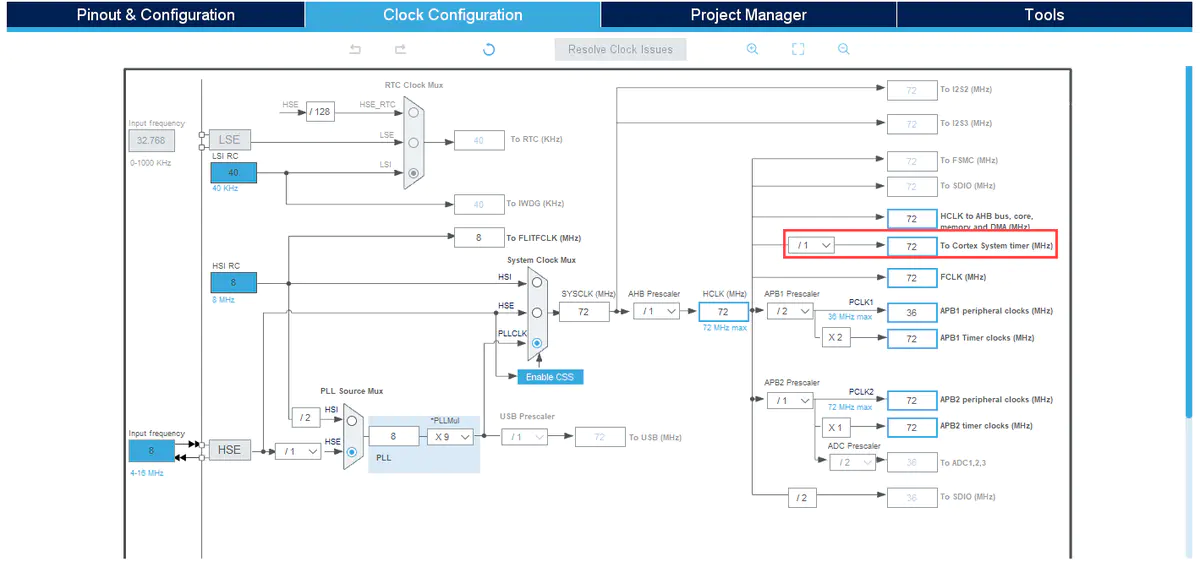 Pinout & Configuration
Clock Configuration
Project Manager
Tools
Resolve Clock Issues
RTC Clock Mux
HSE
/ 128
HSE_RTC
72
To I2S2 (MHz)
Input frequency
32.768
0-1000 KHz
LSE
LSE
40
To RTC (KHz)
72
To I2S3 (MHz)
LSI RC
40
40 KHz
LSI
72
To FSMC (MHz)
72
To SDIO (MHz)
40
To IWDG (KHz)
72
HCLK to AHB bus, core,
memory and DMA (MHz)
8
To FLITFCLK (MHz)
/ 1
72
To Cortex System timer (MHz)
System Clock Mux
HSI RC
8
8 MHz
HSI
72
FCLK (MHz)
HSE
SYSCLK (MHz)
72
AHB Prescaler
/ 1
HCLK (MHz)
72
72 MHz max
APB1 Prescaler
/ 2
PCLK1
36 MHz max
36
APB1 peripheral clocks (MHz)
X 2
72
APB1 Timer clocks (MHz)
PLLCLK
Enable CSS
PLL Source Mux
APB2 Prescaler
/ 1
PCLK2
72 MHz max
72
APB2 peripheral clocks (MHz)
X 1
72
APB2 timer clocks (MHz)
/ 2
HSI
*PLLMul
8
X 9
PLL
USB Prescaler
/ 1
72
To USB (MHz)
Input frequency
8
4-16 MHz
HSE
/ 1
HSE
ADC Prescaler
/ 2
36
To ADC1,2,3
/ 2
36
To SDIO (MHz)